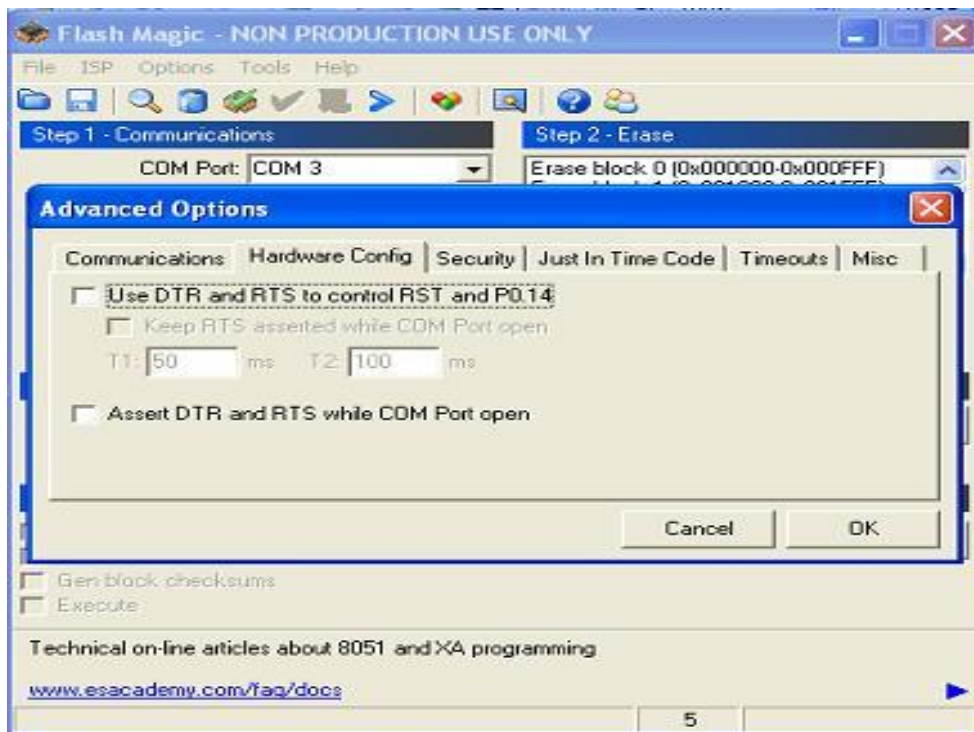 Flash Magic - NON PRODUCTION USE ONLY
File ISP Options Tools Help
Step 1 - Communications
Step 2 - Erase
COM Port: COM 3
Erase block 0 (0x000000-0x000FFF)
Advanced Options
Communications Hardware Config Security Just In Time Code Timeouts Misc
Use DTR and RTS to control RST and P0.14
Keep RTS asserted while COM Port open
T1: 50 ms T2: 100 ms
Assert DTR and RTS while COM Port open
Cancel OK
Gen block checksums
Execute
Technical on-line articles about 8051 and XA programming
www.esacademy.com/faq/docs
5